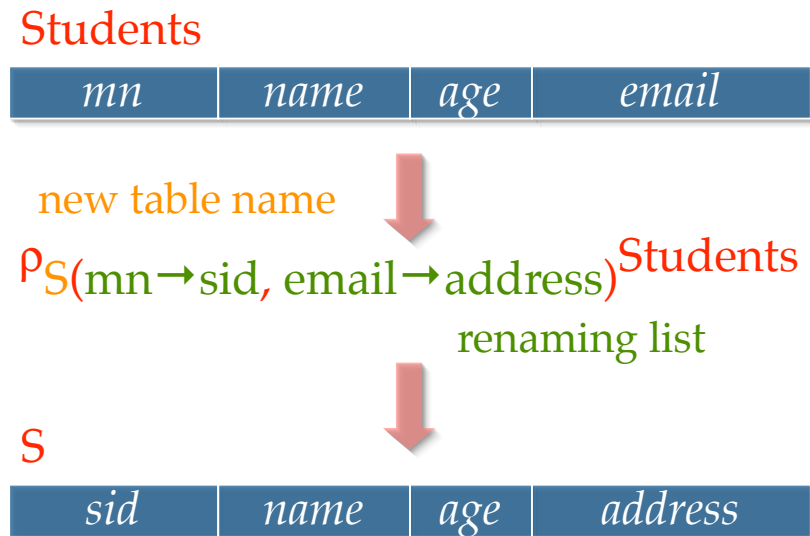 Students
mn name age email
new table name
ρS(mn→sid, email→address)Students
renaming list
S
sid name age address